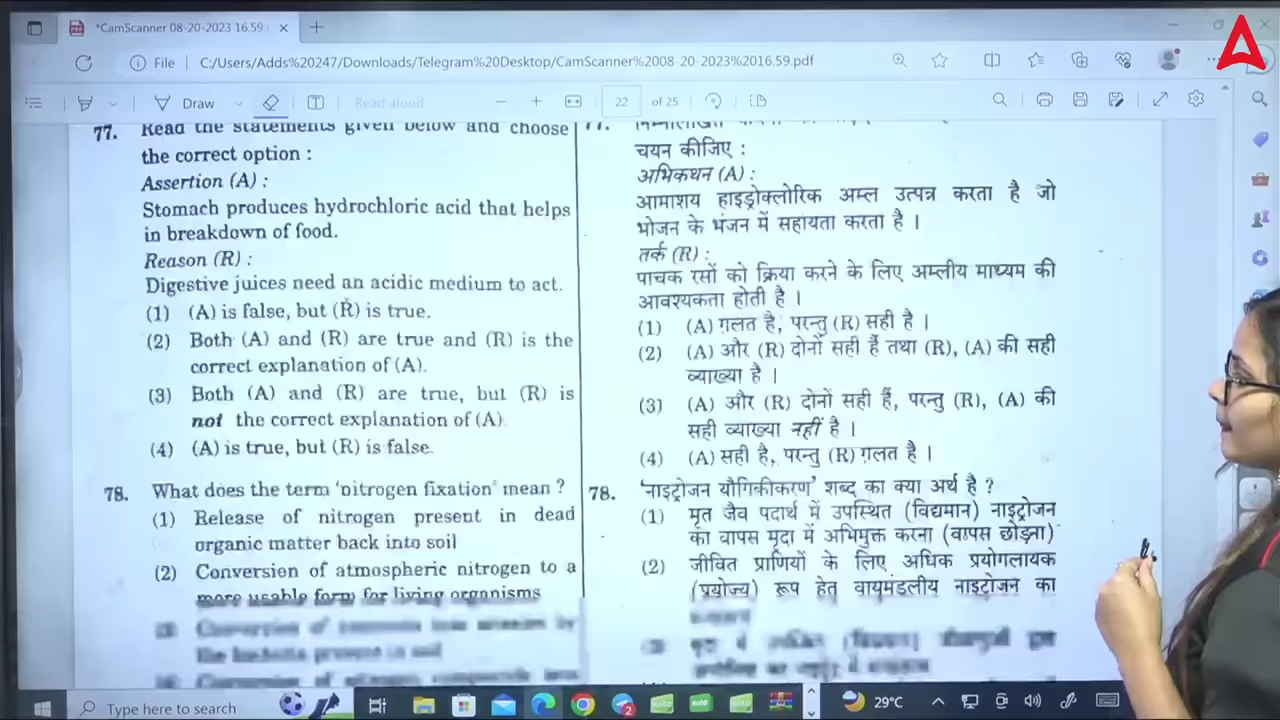 *CamScanner 08-20-2023 16.59
File
C:/Users/Adds%20247/Downloads/Telegram%20Desktop/CamScanner%2008-20-2023%2016.59.pdf
Draw
Read aloud
22
of 25
77. Read the statements given below and choose
the correct option :
Assertion (A) :
Stomach produces hydrochloric acid that helps
in breakdown of food.
Reason (R) :
Digestive juices need an acidic medium to act.
(1) (A) is false, but (R) is true.
(2) Both (A) and (R) are true and (R) is the
correct explanation of (A).
(3) Both (A) and (R) are true, but (R) is
not the correct explanation of (A).
(4) (A) is true, but (R) is false.
78. What does the term 'nitrogen fixation' mean ?
(1) Release of nitrogen present in dead
organic matter back into soil
(2) Conversion of atmospheric nitrogen to a
more usable form for living organisms
चयन कीजिए :
अभिकथन (A) :
आमाशय हाइड्रोक्लोरिक अम्ल उत्पन्न करता है जो
भोजन के भंजन में सहायता करता है ।
तर्क (R) :
पाचक रसों को क्रिया करने के लिए अम्लीय माध्यम की
आवश्यकता होती है ।
(1) (A) ग़लत है, परन्तु (R) सही है ।
(2) (A) और (R) दोनों सही हैं तथा (R), (A) की सही
व्याख्या है ।
(3) (A) और (R) दोनों सही हैं, परन्तु (R), (A) की
सही व्याख्या नहीं है ।
(4) (A) सही है, परन्तु (R) ग़लत है ।
78. 'नाइट्रोजन यौगिकीकरण' शब्द का क्या अर्थ है ?
(1) मृत जैव पदार्थ में उपस्थित (विद्यमान) नाइट्रोजन
का वापस मृदा में अभिमुक्त करना (वापस छोड़ना)
(2) जीवित प्राणियों के लिए अधिक प्रयोगलायक
(प्रयोज्य) रूप हेतु वायुमंडलीय नाइट्रोजन का
Type here to search
29°C